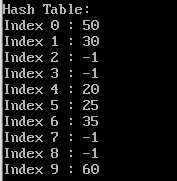 Hash Table:
Index 0 : 50
Index 1 : 30
Index 2 : -1
Index 3 : -1
Index 4 : 20
Index 5 : 25
Index 6 : 35
Index 7 : -1
Index 8 : -1
Index 9 : 60